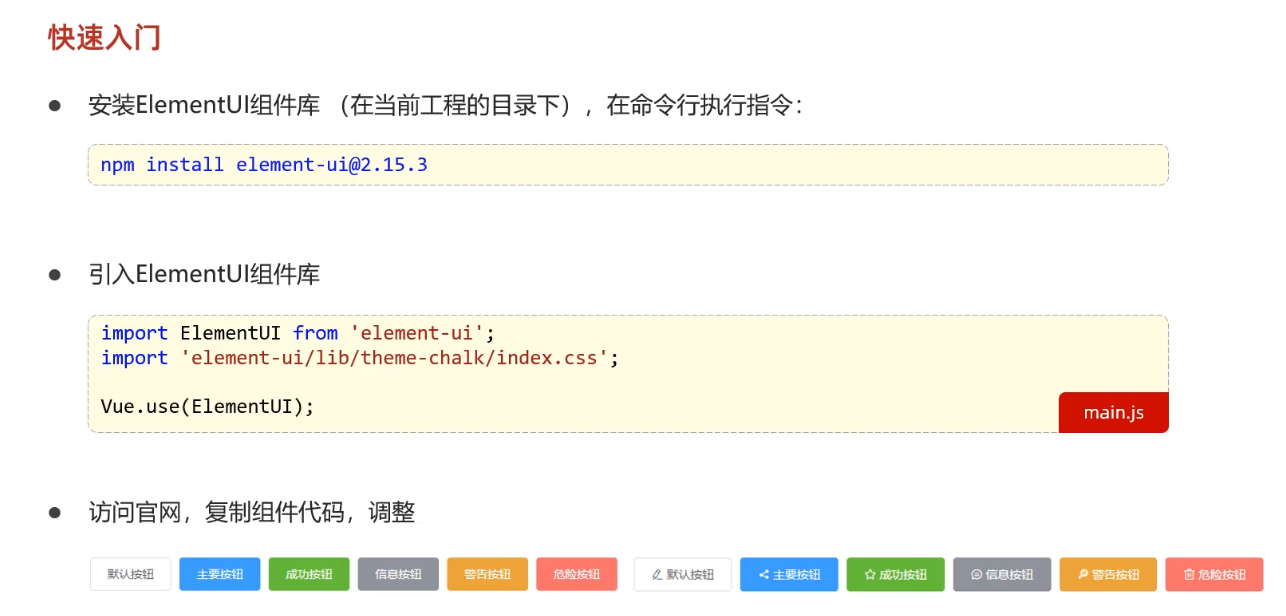 快速入门
● 安装ElementUI组件库 （在当前工程的目录下），在命令行执行指令：
npm install element-ui@2.15.3
● 引入ElementUI组件库
import ElementUI from 'element-ui';
import 'element-ui/lib/theme-chalk/index.css';
Vue.use(ElementUI);
main.js
● 访问官网，复制组件代码，调整
默认按钮 主要按钮 成功按钮 信息按钮 警告按钮 危险按钮 默认按钮 主要按钮 成功按钮 信息按钮 警告按钮 危险按钮